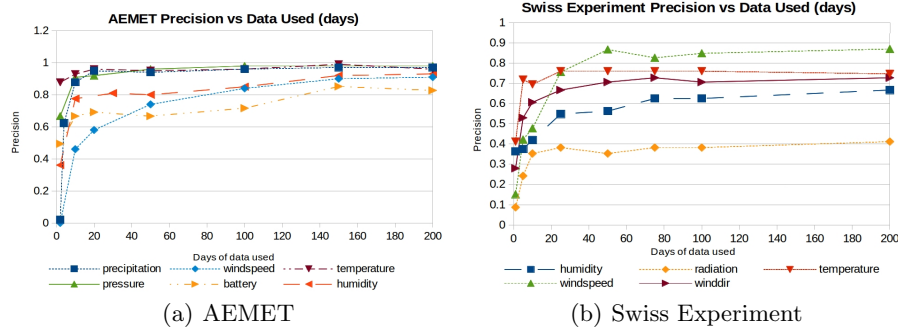 AEMET Precision vs Data Used (days)
1.2
1
0.8
0.6
0.4
0.2
0
Precision
0 20 40 60 80 100 120 140 160 180 200
Days of data used
precipitation windspeed temperature
pressure battery humidity
(a) AEMET
Swiss Experiment Precision vs Data Used (days)
1
0.9
0.8
0.7
0.6
0.5
0.4
0.3
0.2
0.1
0
Precision
0 20 40 60 80 100 120 140 160 180 200
Days of data used
humidity radiation temperature
windspeed winddir
(b) Swiss Experiment